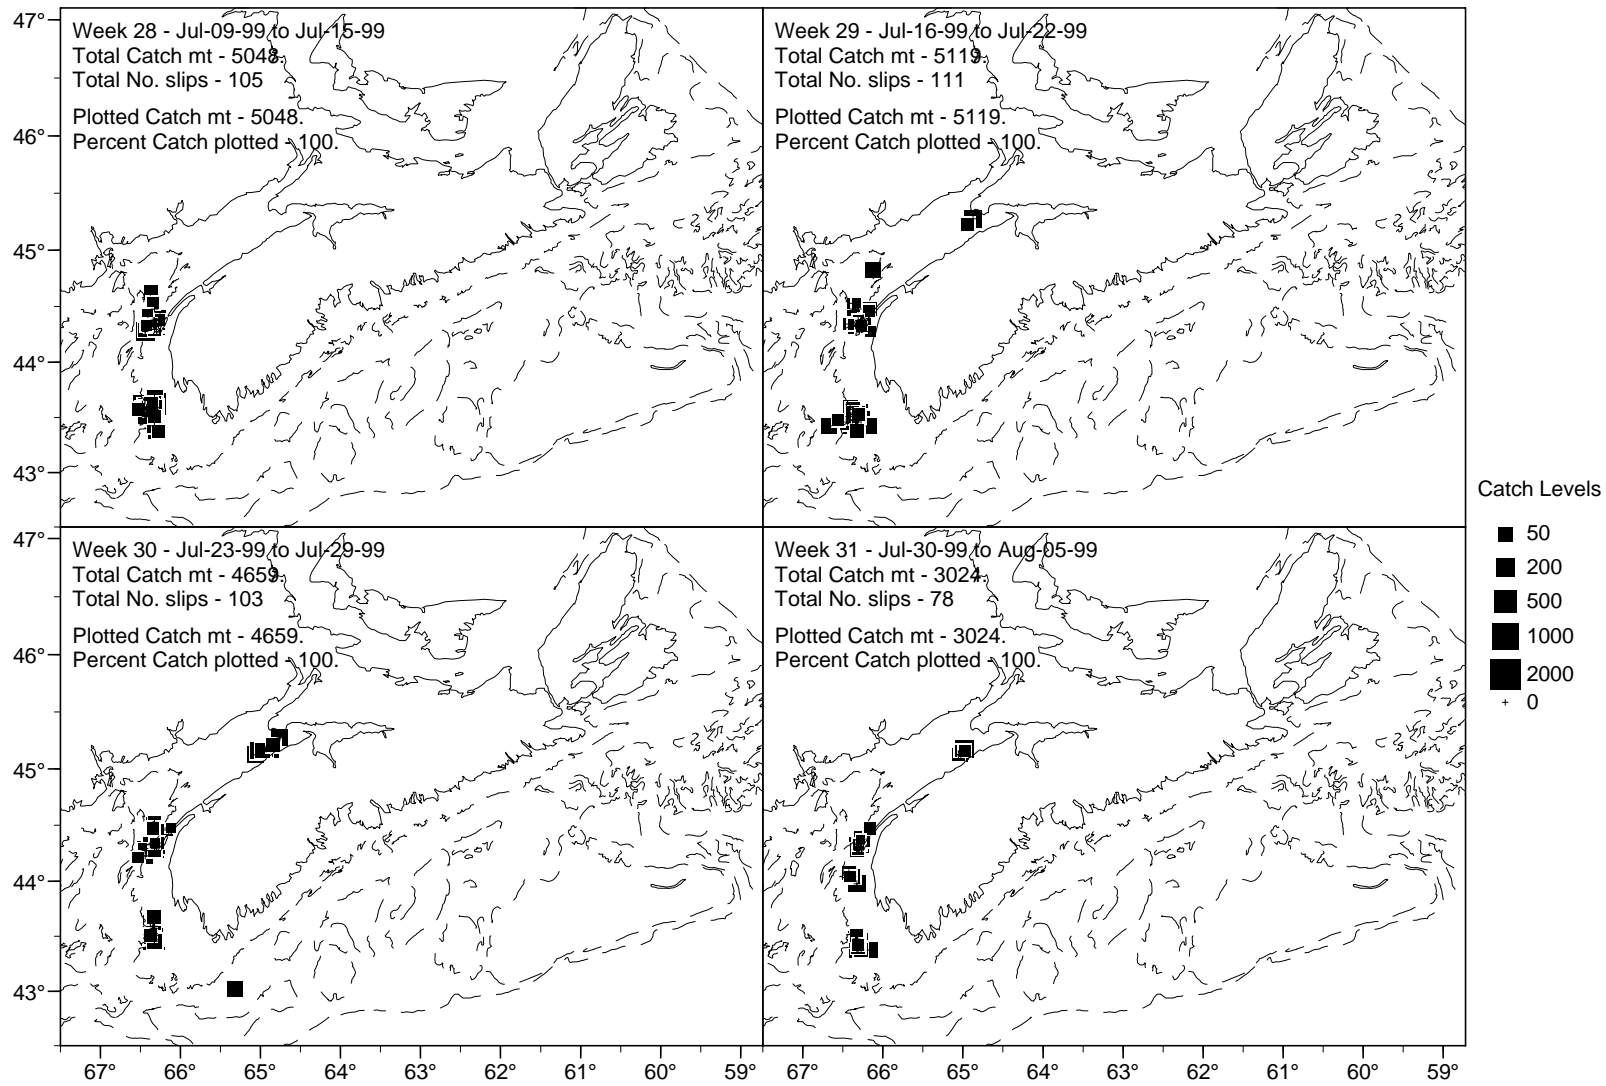 Week 28 - Jul-09-99 to Jul-15-99
Total Catch mt - 5048.
Total No. slips - 105
Plotted Catch mt - 5048.
Percent Catch plotted - 100.
Week 29 - Jul-16-99 to Jul-22-99
Total Catch mt - 5119.
Total No. slips - 111
Plotted Catch mt - 5119.
Percent Catch plotted - 100.
47°
46°
45°
44°
43°
Week 30 - Jul-23-99 to Jul-29-99
Total Catch mt - 4659.
Total No. slips - 103
Plotted Catch mt - 4659.
Percent Catch plotted - 100.
Week 31 - Jul-30-99 to Aug-05-99
Total Catch mt - 3024.
Total No. slips - 78
Plotted Catch mt - 3024.
Percent Catch plotted - 100.
47°
46°
45°
44°
43°
67° 66° 65° 64° 63° 62° 61° 60° 59°
67° 66° 65° 64° 63° 62° 61° 60° 59°
Catch Levels
50
200
500
1000
2000
0